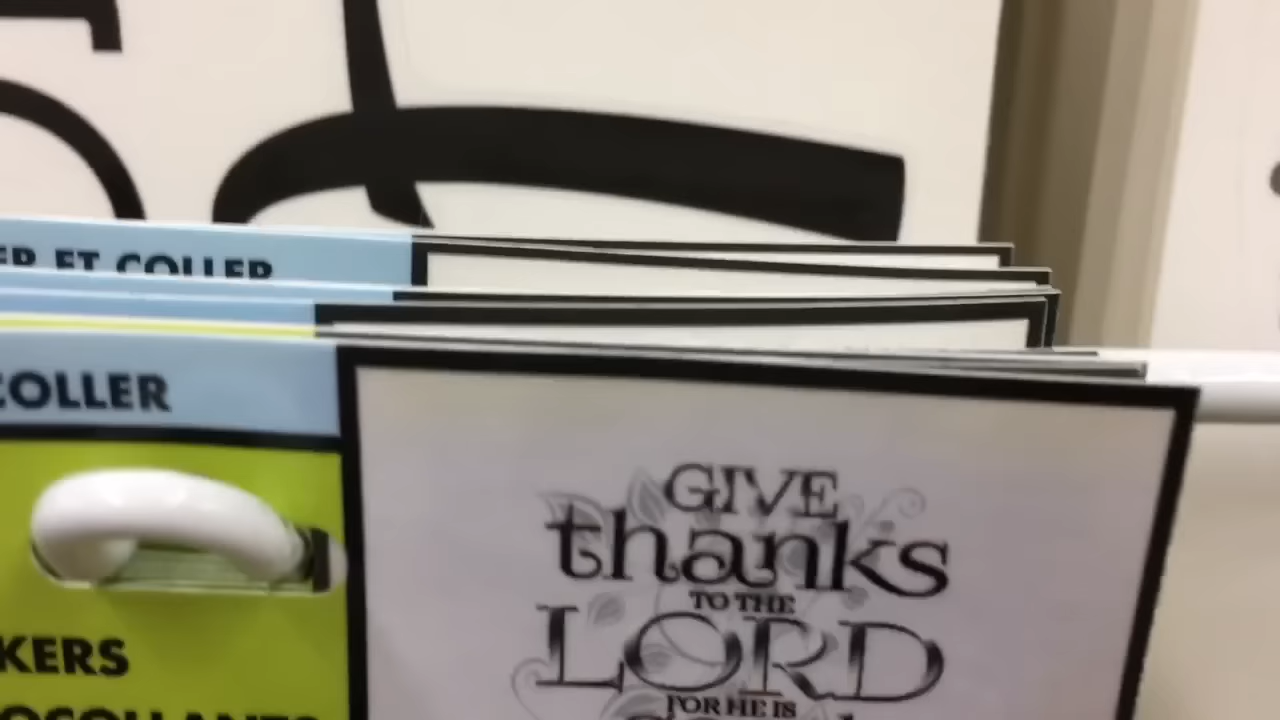 ER ET COLLER
COLLER
KERS
GIVE
thanks
TO THE
LORD
FOR HE IS